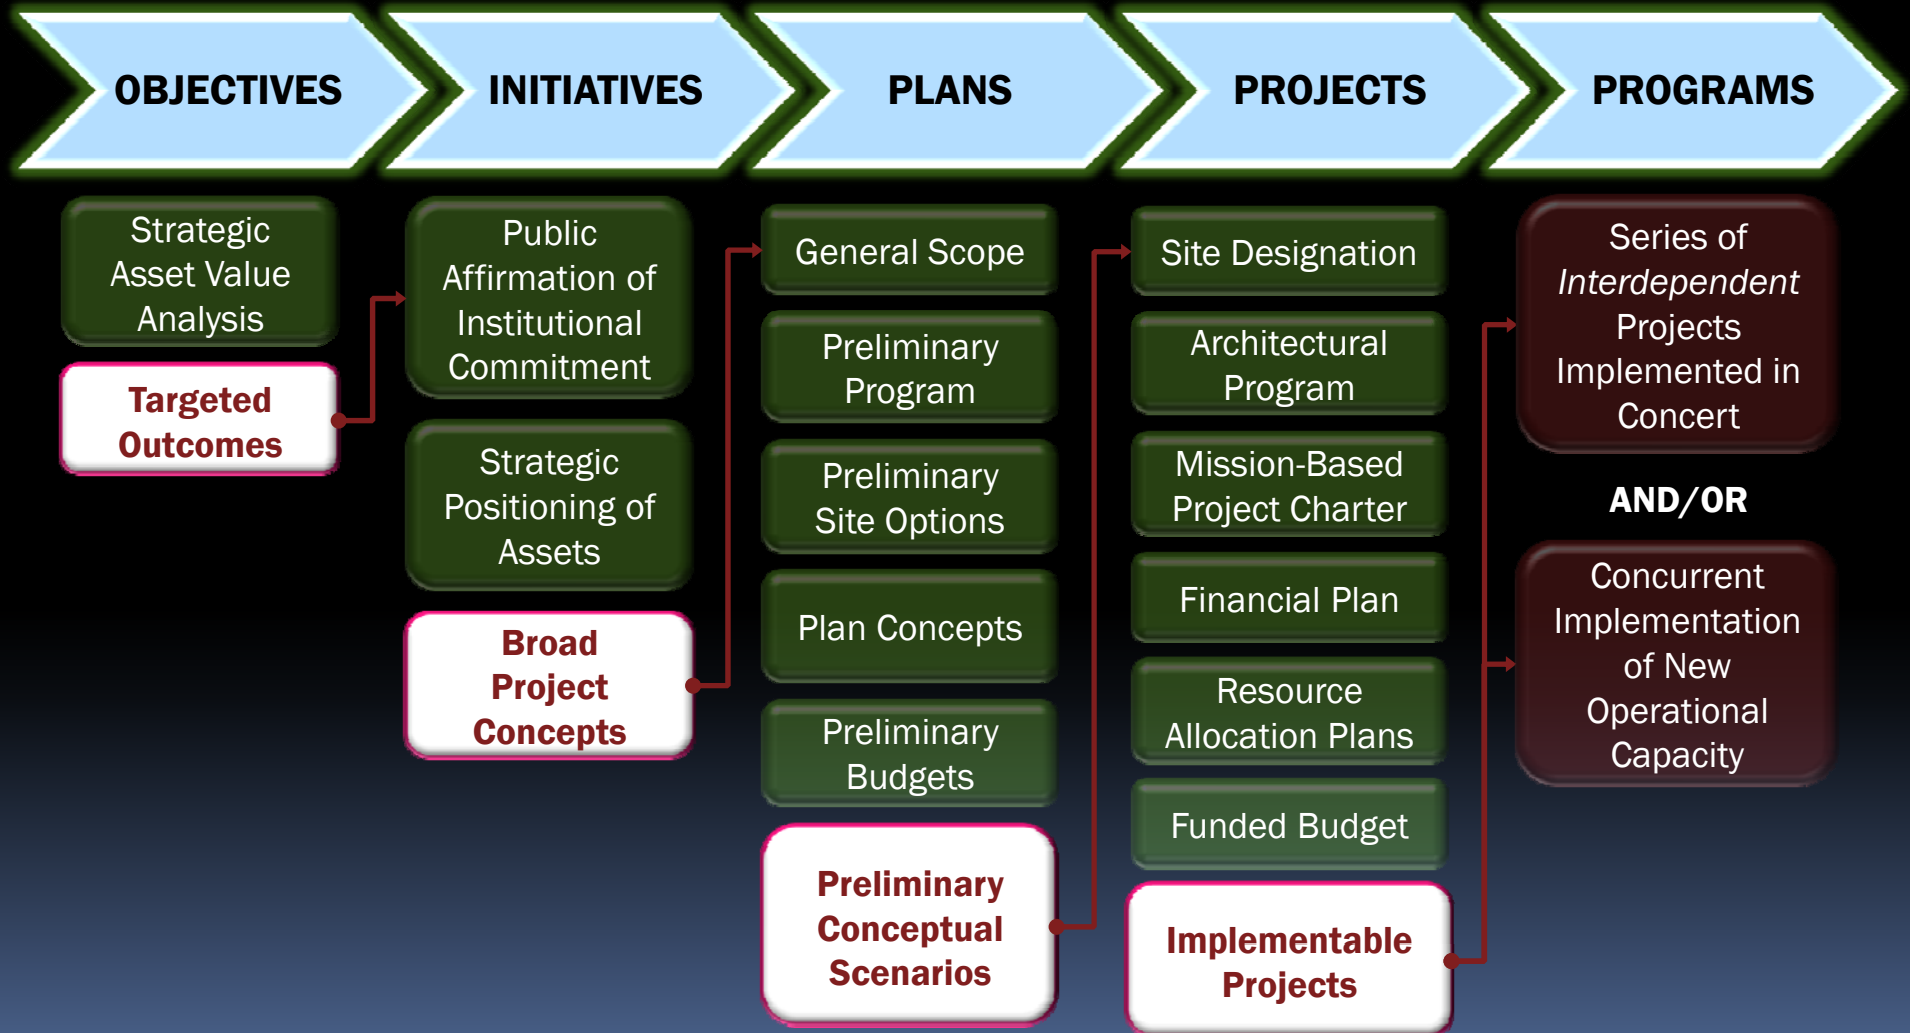 OBJECTIVES
INITIATIVES
PLANS
PROJECTS
PROGRAMS
Strategic
Asset Value
Analysis
Targeted
Outcomes
Public
Affirmation of
Institutional
Commitment
Strategic
Positioning of
Assets
Broad
Project
Concepts
General Scope
Preliminary
Program
Preliminary
Site Options
Plan Concepts
Preliminary
Budgets
Preliminary
Conceptual
Scenarios
Site Designation
Architectural
Program
Mission-Based
Project Charter
Financial Plan
Resource
Allocation Plans
Funded Budget
Implementable
Projects
Series of
Interdependent
Projects
Implemented in
Concert
AND/OR
Concurrent
Implementation
of New
Operational
Capacity